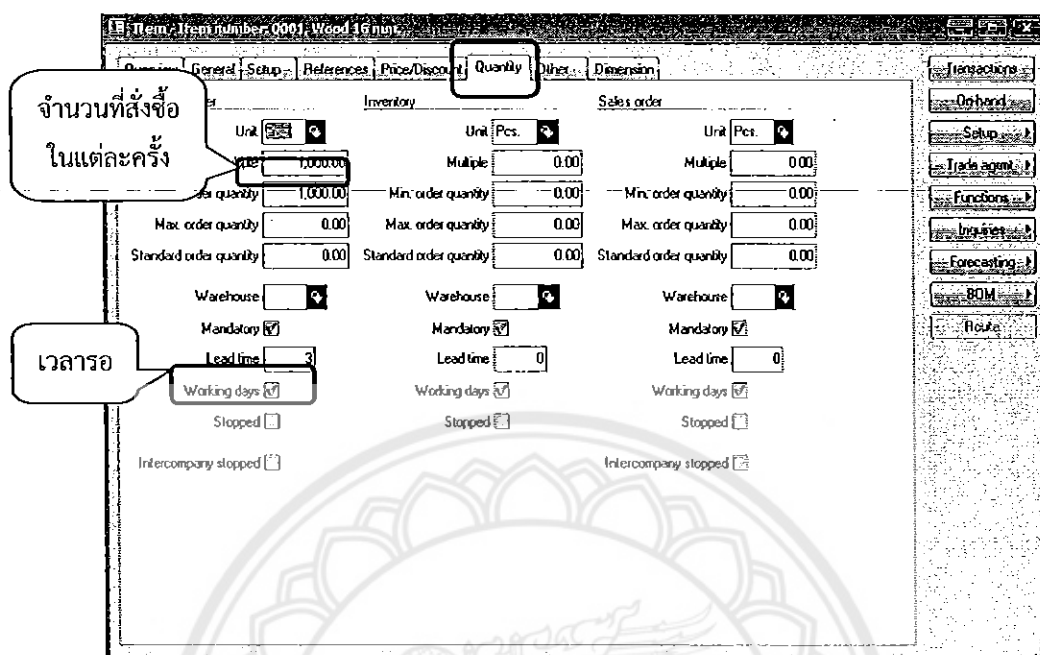 Item - Item number: 0001, Wood 16 mm.
General Setup References Price/Discount Quantity Other Dimension
Transactions
On-hand
Setup
Trade agent.
Functions
Inquiries
Forecasting
BOM
Route
จำนวนที่สั่งซื้อ
ในแต่ละครั้ง
Inventory
Sales order
Unit
Unit Pcs.
Unit Pcs.
1,000.00
Multiple 0.00
Multiple 0.00
order quantity 1,000.00
Min. order quantity 0.00
Min. order quantity 0.00
Max. order quantity 0.00
Max. order quantity 0.00
Max. order quantity 0.00
Standard order quantity 0.00
Standard order quantity 0.00
Standard order quantity 0.00
Warehouse
Warehouse
Warehouse
Mandatory
Mandatory
Mandatory
เวลารอ
Lead time 3
Lead time 0
Lead time 0
Working days
Working days
Working days
Stopped
Stopped
Stopped
Intercompany stopped
Intercompany stopped